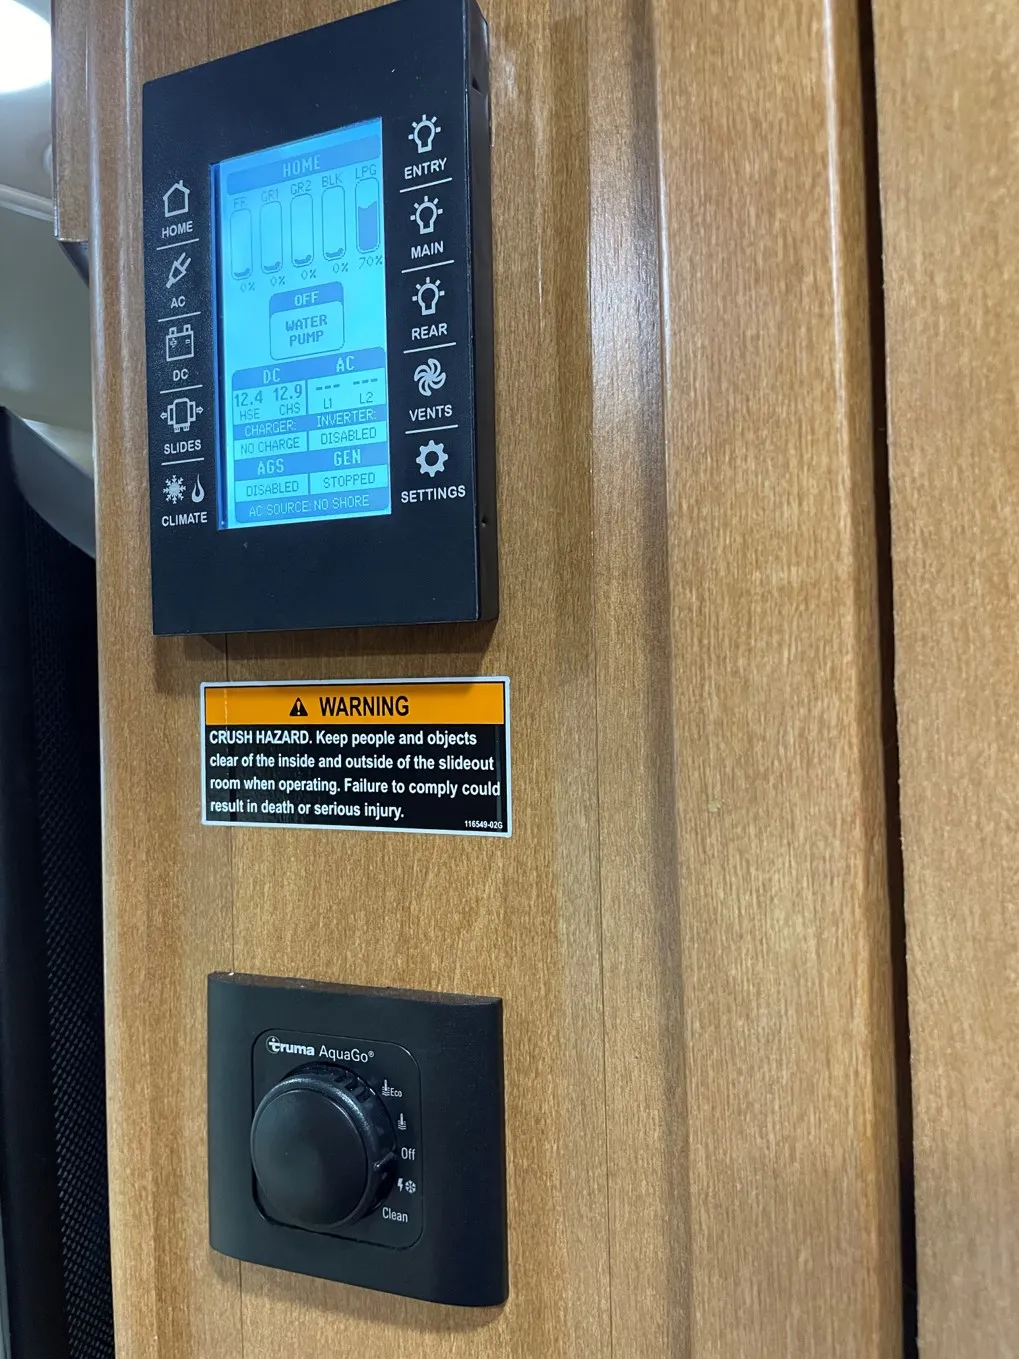 HOME
FF GR1 GR2 BLK LPG
0% 0% 0% 0% 70%
OFF
WATER
PUMP
DC AC
12.4 12.9 --- ---
HSE CHS L1 L2
CHARGER: INVERTER:
NO CHARGE DISABLED
AGS GEN
DISABLED STOPPED
AC SOURCE: NO SHORE
HOME
AC
DC
SLIDES
CLIMATE
ENTRY
MAIN
REAR
VENTS
SETTINGS
WARNING
CRUSH HAZARD. Keep people and objects
clear of the inside and outside of the slideout
room when operating. Failure to comply could
result in death or serious injury.
116549-02G
truma AquaGo®
Eco
Off
Clean